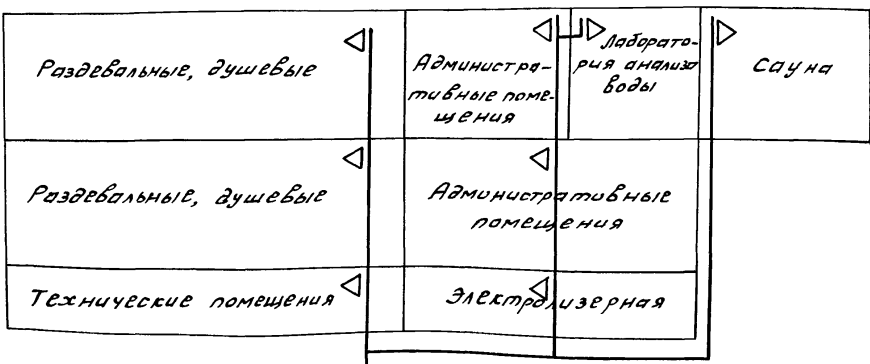 Раздевальные, душевые
Администра-
тивные поме-
щения
Лаборато-
рия анализа
воды
Сауна
Раздевальные, душевые
Административные
помещения
Технические помещения
Электролизерная